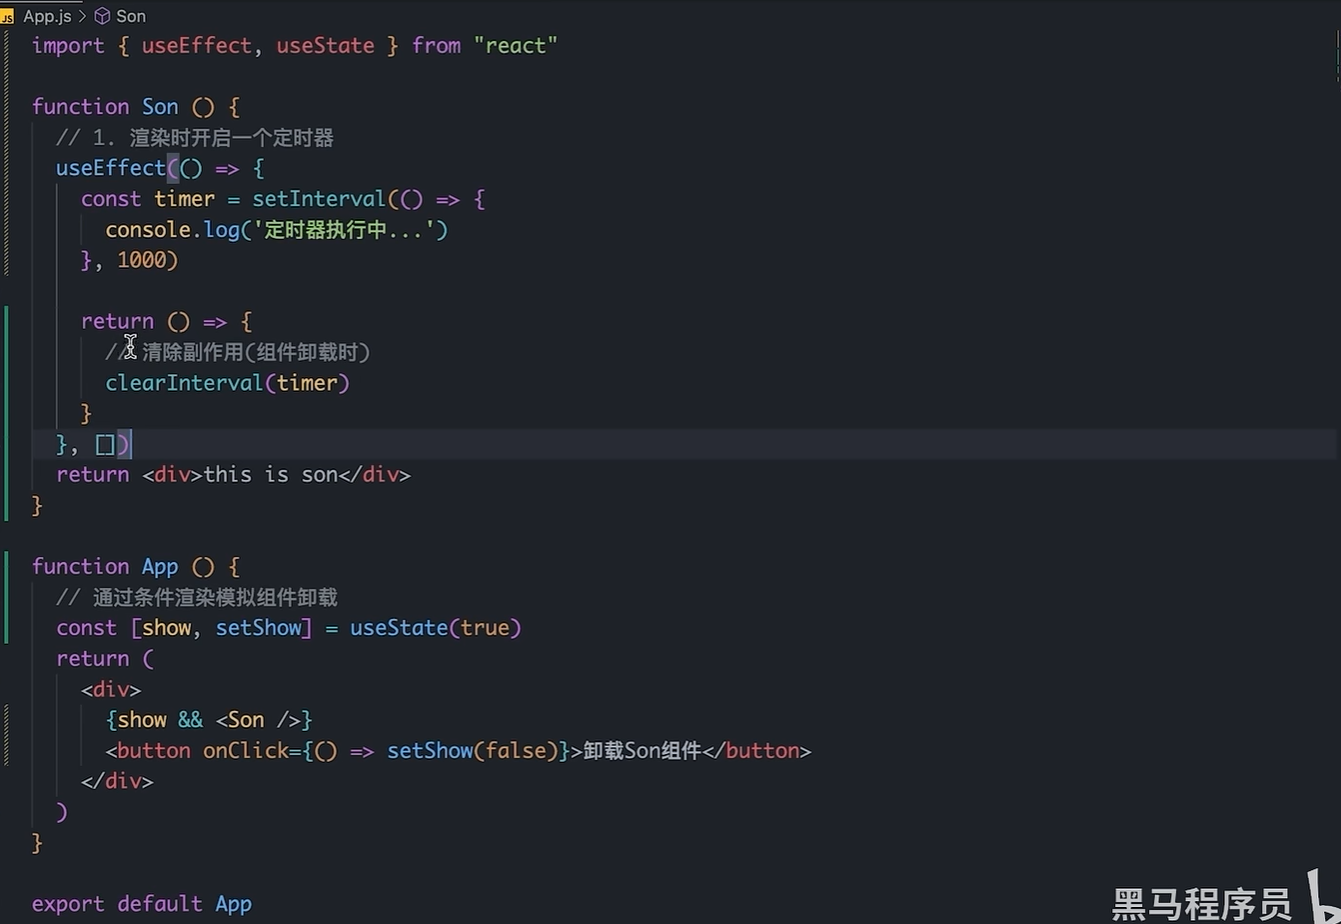 JS App.js > Son
import { useEffect, useState } from "react"
function Son () {
// 1. 渲染时开启一个定时器
useEffect(() => {
const timer = setInterval(() => {
console.log('定时器执行中...')
}, 1000)
return () => {
// 清除副作用(组件卸载时)
clearInterval(timer)
}
}, [])
return <div>this is son</div>
}
function App () {
// 通过条件渲染模拟组件卸载
const [show, setShow] = useState(true)
return (
<div>
{show && <Son />}
<button onClick={() => setShow(false)}>卸载Son组件</button>
</div>
)
}
export default App
黑马程序员